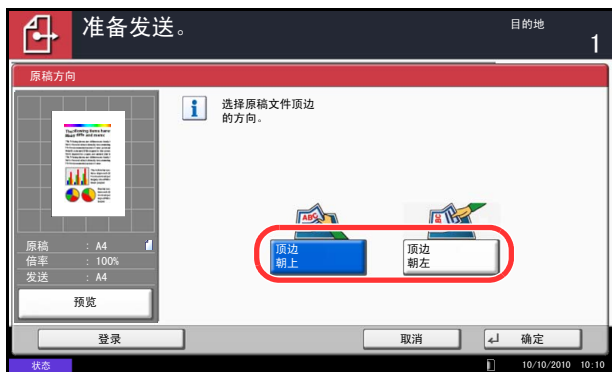 准备发送。
目的地
1
原稿方向
选择原稿文件顶边
的方向。
ABC
顶边
朝上
顶边
朝左
原稿 : A4
倍率 : 100%
发送 : A4
预览
登录
取消
确定
状态
10/10/2010 10:10